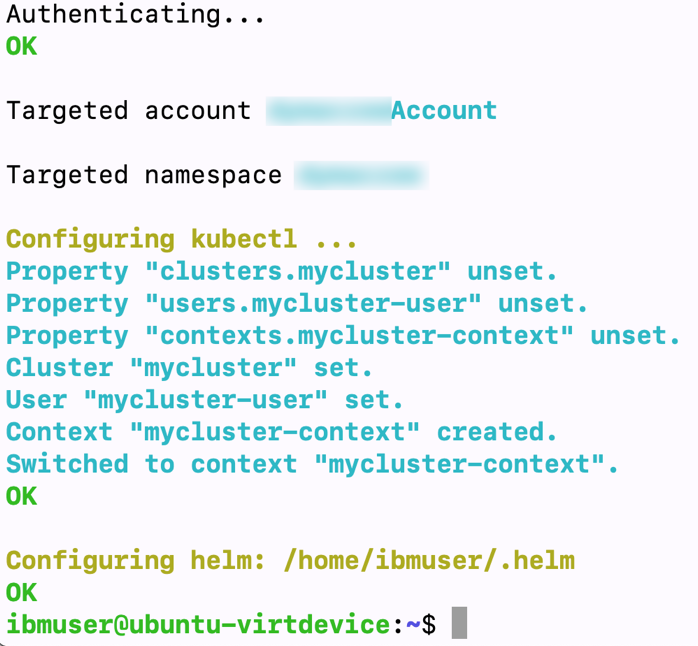 Authenticating...
OK
Targeted account Account
Targeted namespace
Configuring kubectl ...
Property "clusters.mycluster" unset.
Property "users.mycluster-user" unset.
Property "contexts.mycluster-context" unset.
Cluster "mycluster" set.
User "mycluster-user" set.
Context "mycluster-context" created.
Switched to context "mycluster-context".
OK
Configuring helm: /home/ibmuser/.helm
OK
ibmuser@ubuntu-virtdevice:~$